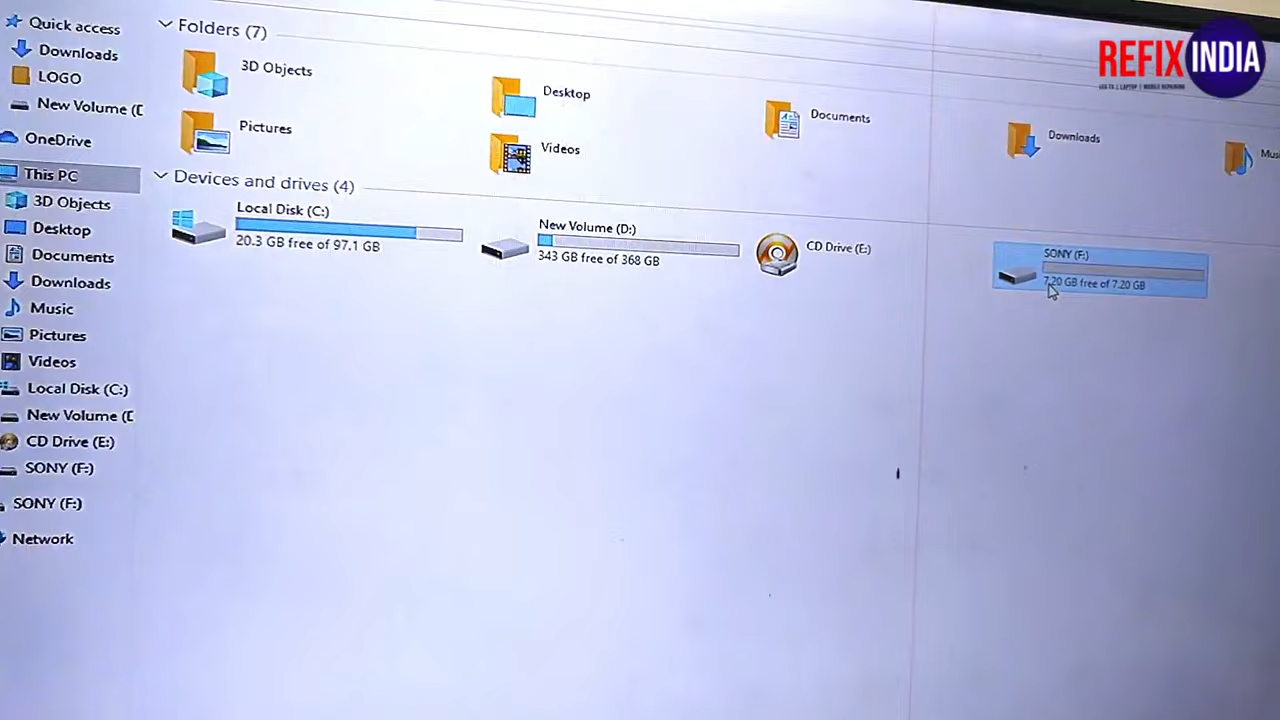 Quick access
Downloads
LOGO
New Volume (D
OneDrive
This PC
3D Objects
Desktop
Documents
Downloads
Music
Pictures
Videos
Local Disk (C:)
New Volume (D
CD Drive (E:)
SONY (F:)
SONY (F:)
Network
Folders (7)
3D Objects
Desktop
Documents
Downloads
Mus
Pictures
Videos
Devices and drives (4)
Local Disk (C:)
20.3 GB free of 97.1 GB
New Volume (D:)
343 GB free of 368 GB
CD Drive (E:)
SONY (F:)
7.20 GB free of 7.20 GB
REFIX INDIA